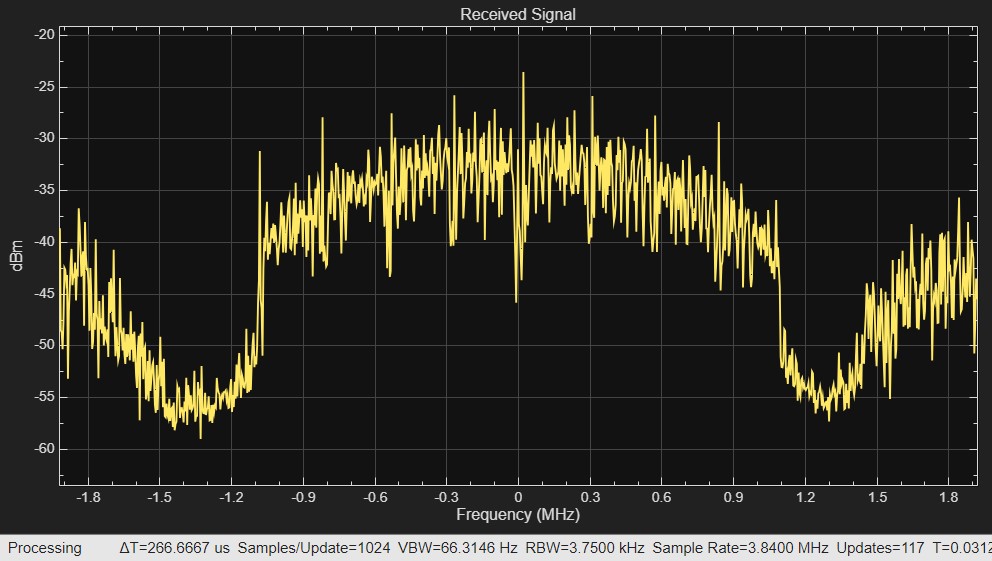 Received Signal
-20
-25
-30
-35
-40
-45
-50
-55
-60
dBm
-1.8 -1.5 -1.2 -0.9 -0.6 -0.3 0 0.3 0.6 0.9 1.2 1.5 1.8
Frequency (MHz)
Processing ΔT=266.6667 us Samples/Update=1024 VBW=66.3146 Hz RBW=3.7500 kHz Sample Rate=3.8400 MHz Updates=117 T=0.0312